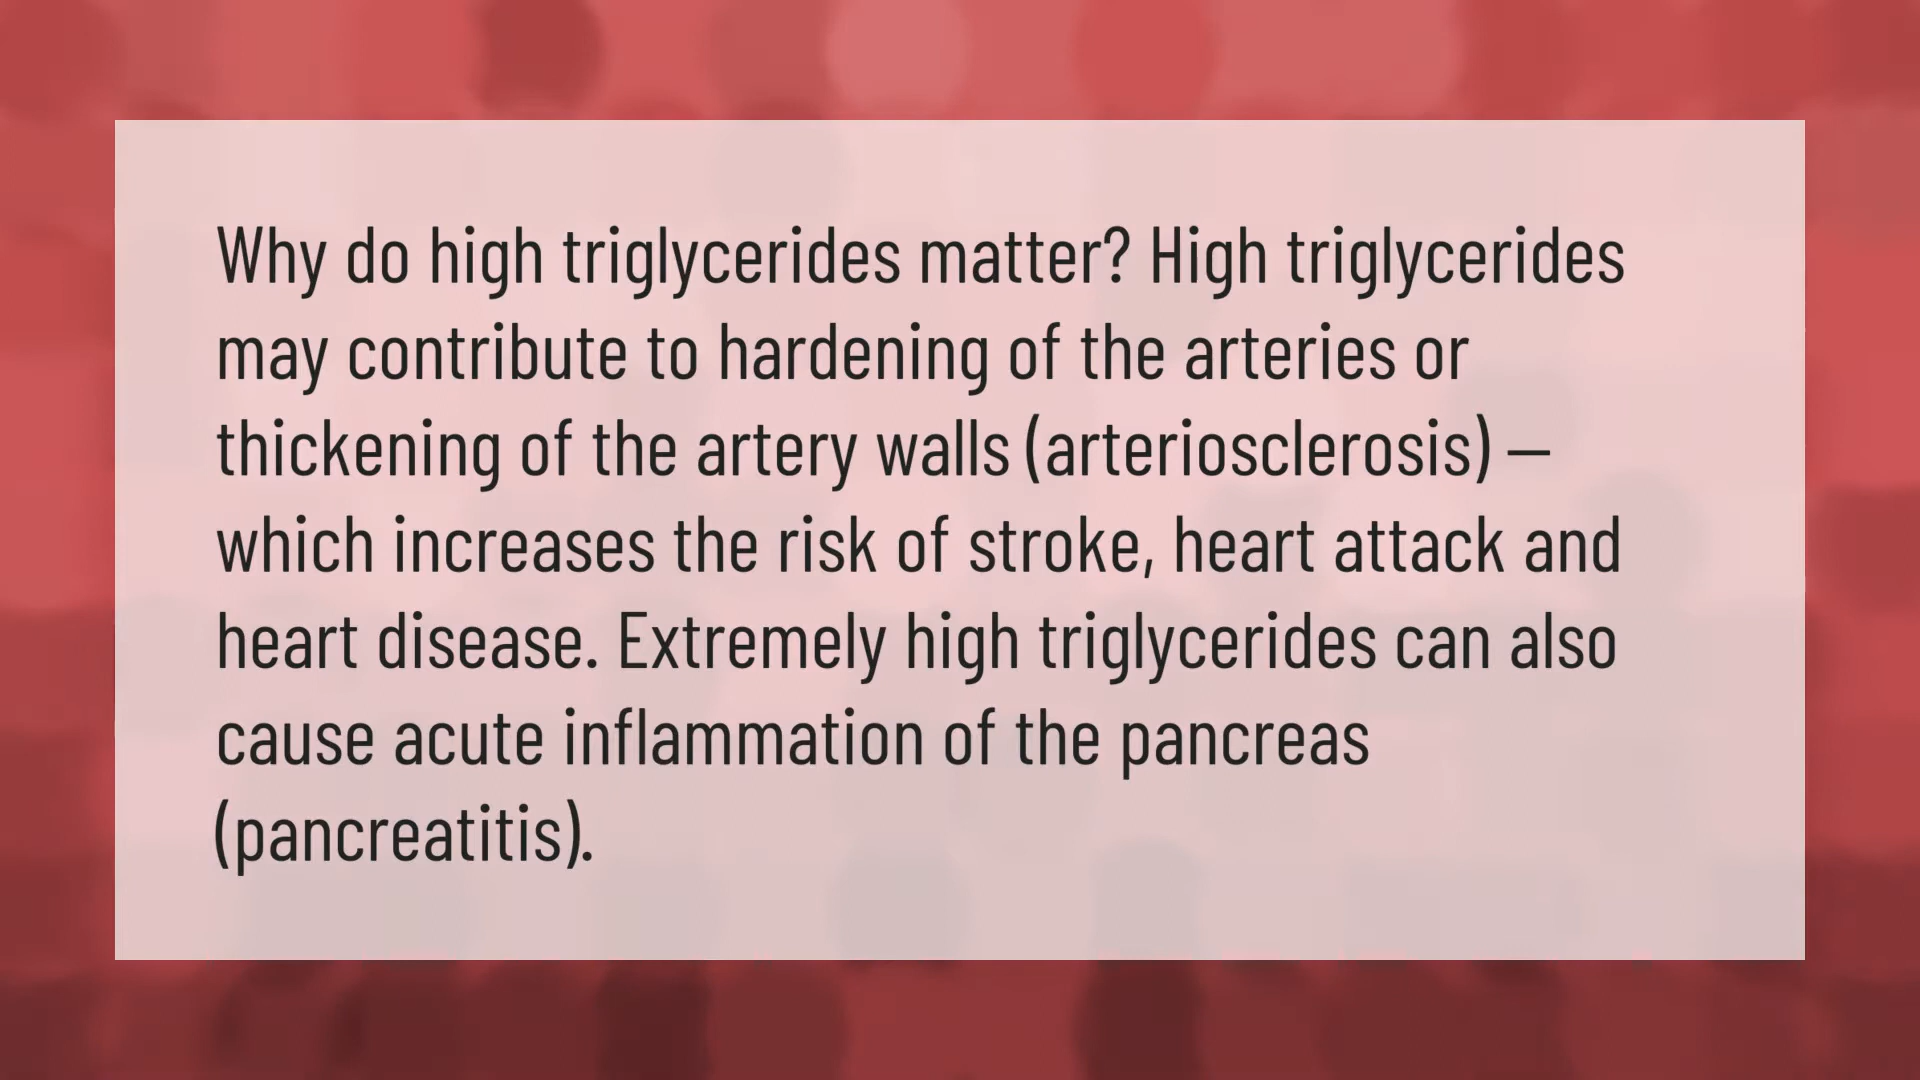 Why do high triglycerides matter? High triglycerides
may contribute to hardening of the arteries or
thickening of the artery walls (arteriosclerosis) —
which increases the risk of stroke, heart attack and
heart disease. Extremely high triglycerides can also
cause acute inflammation of the pancreas
(pancreatitis).